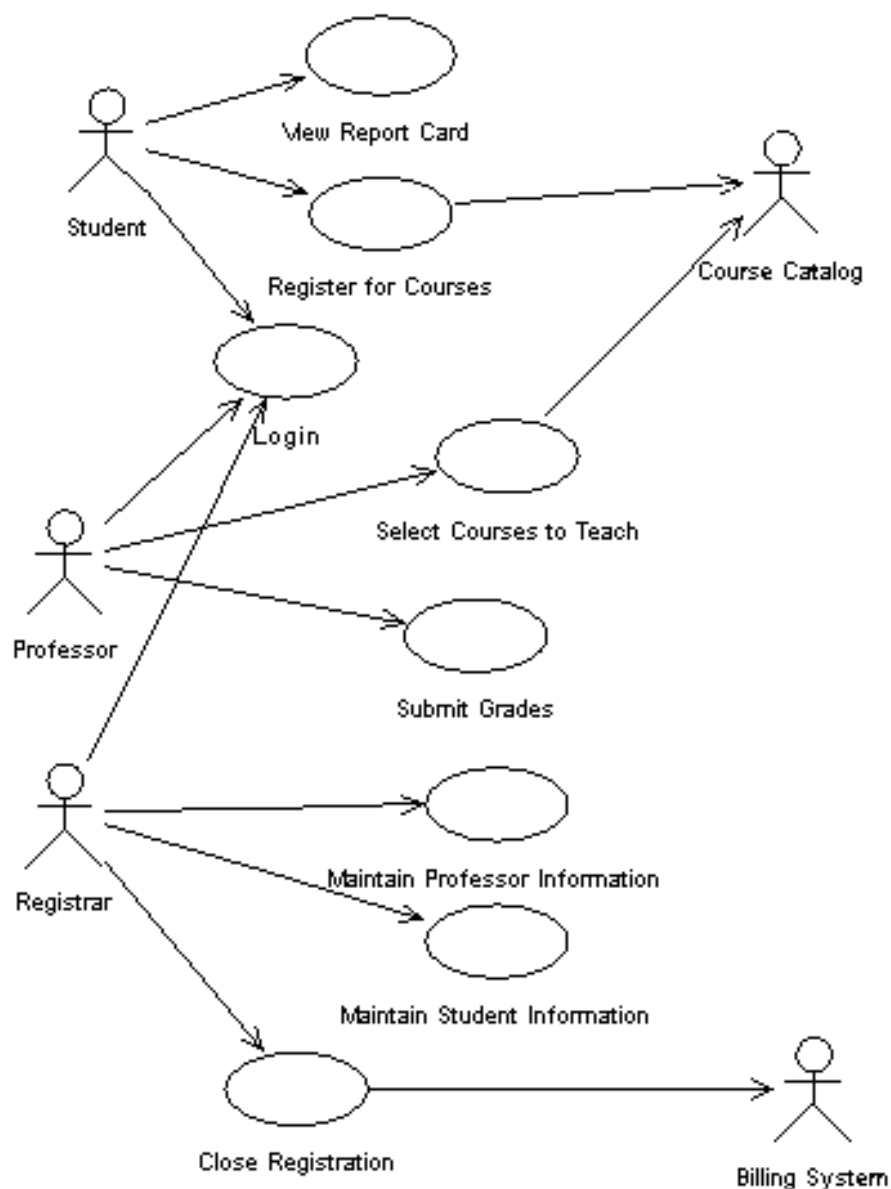 View Report Card
Student
Course Catalog
Register for Courses
Login
Select Courses to Teach
Professor
Submit Grades
Maintain Professor Information
Registrar
Maintain Student Information
Close Registration
Billing System